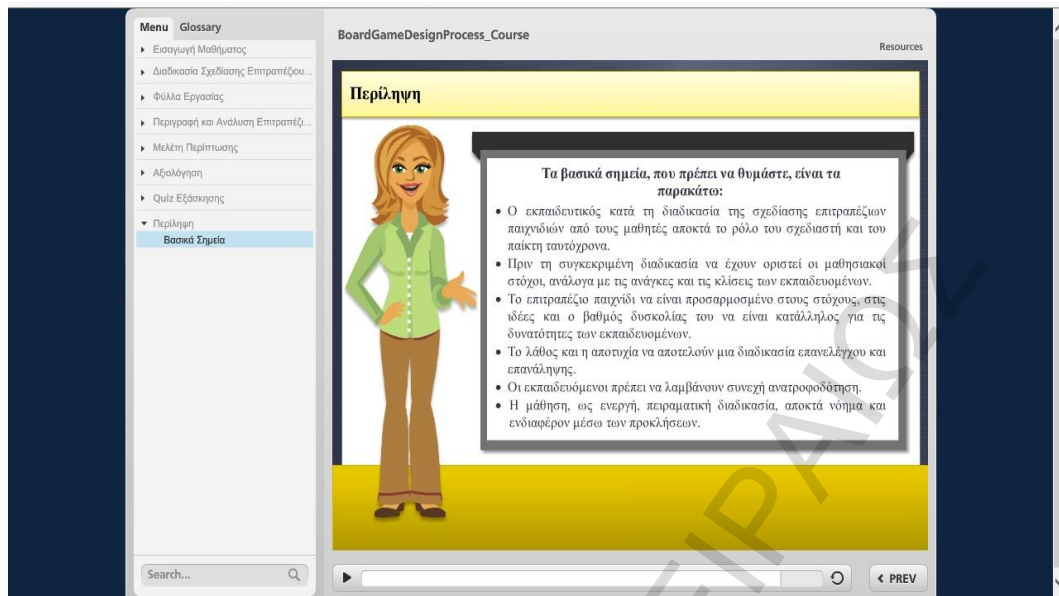 Menu Glossary
Εισαγωγή Μαθήματος
Διαδικασία Σχεδίασης Επιτραπέζιου...
Φύλλα Εργασίας
Περιγραφή και Ανάλυση Επιτραπέζι...
Μελέτη Περίπτωσης
Αξιολόγηση
Quiz Εξάσκησης
Περίληψη
Βασικά Σημεία
Search...
BoardGameDesignProcess_Course
Resources
Περίληψη
Τα βασικά σημεία, που πρέπει να θυμάστε, είναι τα
παρακάτω:
• Ο εκπαιδευτικός κατά τη διαδικασία της σχεδίασης επιτραπέζιων
παιχνιδιών από τους μαθητές αποκτά το ρόλο του σχεδιαστή και του
παίκτη ταυτόχρονα.
• Πριν τη συγκεκριμένη διαδικασία να έχουν οριστεί οι μαθησιακοί
στόχοι, ανάλογα με τις ανάγκες και τις κλίσεις των εκπαιδευομένων.
• Το επιτραπέζιο παιχνίδι να είναι προσαρμοσμένο στους στόχους, στις
ιδέες και ο βαθμός δυσκολίας του να είναι κατάλληλος για τις
δυνατότητες των εκπαιδευομένων.
• Το λάθος και η αποτυχία να αποτελούν μια διαδικασία επανελέγχου και
επανάληψης.
• Οι εκπαιδευόμενοι πρέπει να λαμβάνουν συνεχή ανατροφοδότηση.
• Η μάθηση, ως ενεργή, πειραματική διαδικασία, αποκτά νόημα και
ενδιαφέρον μέσω των προκλήσεων.
PREV